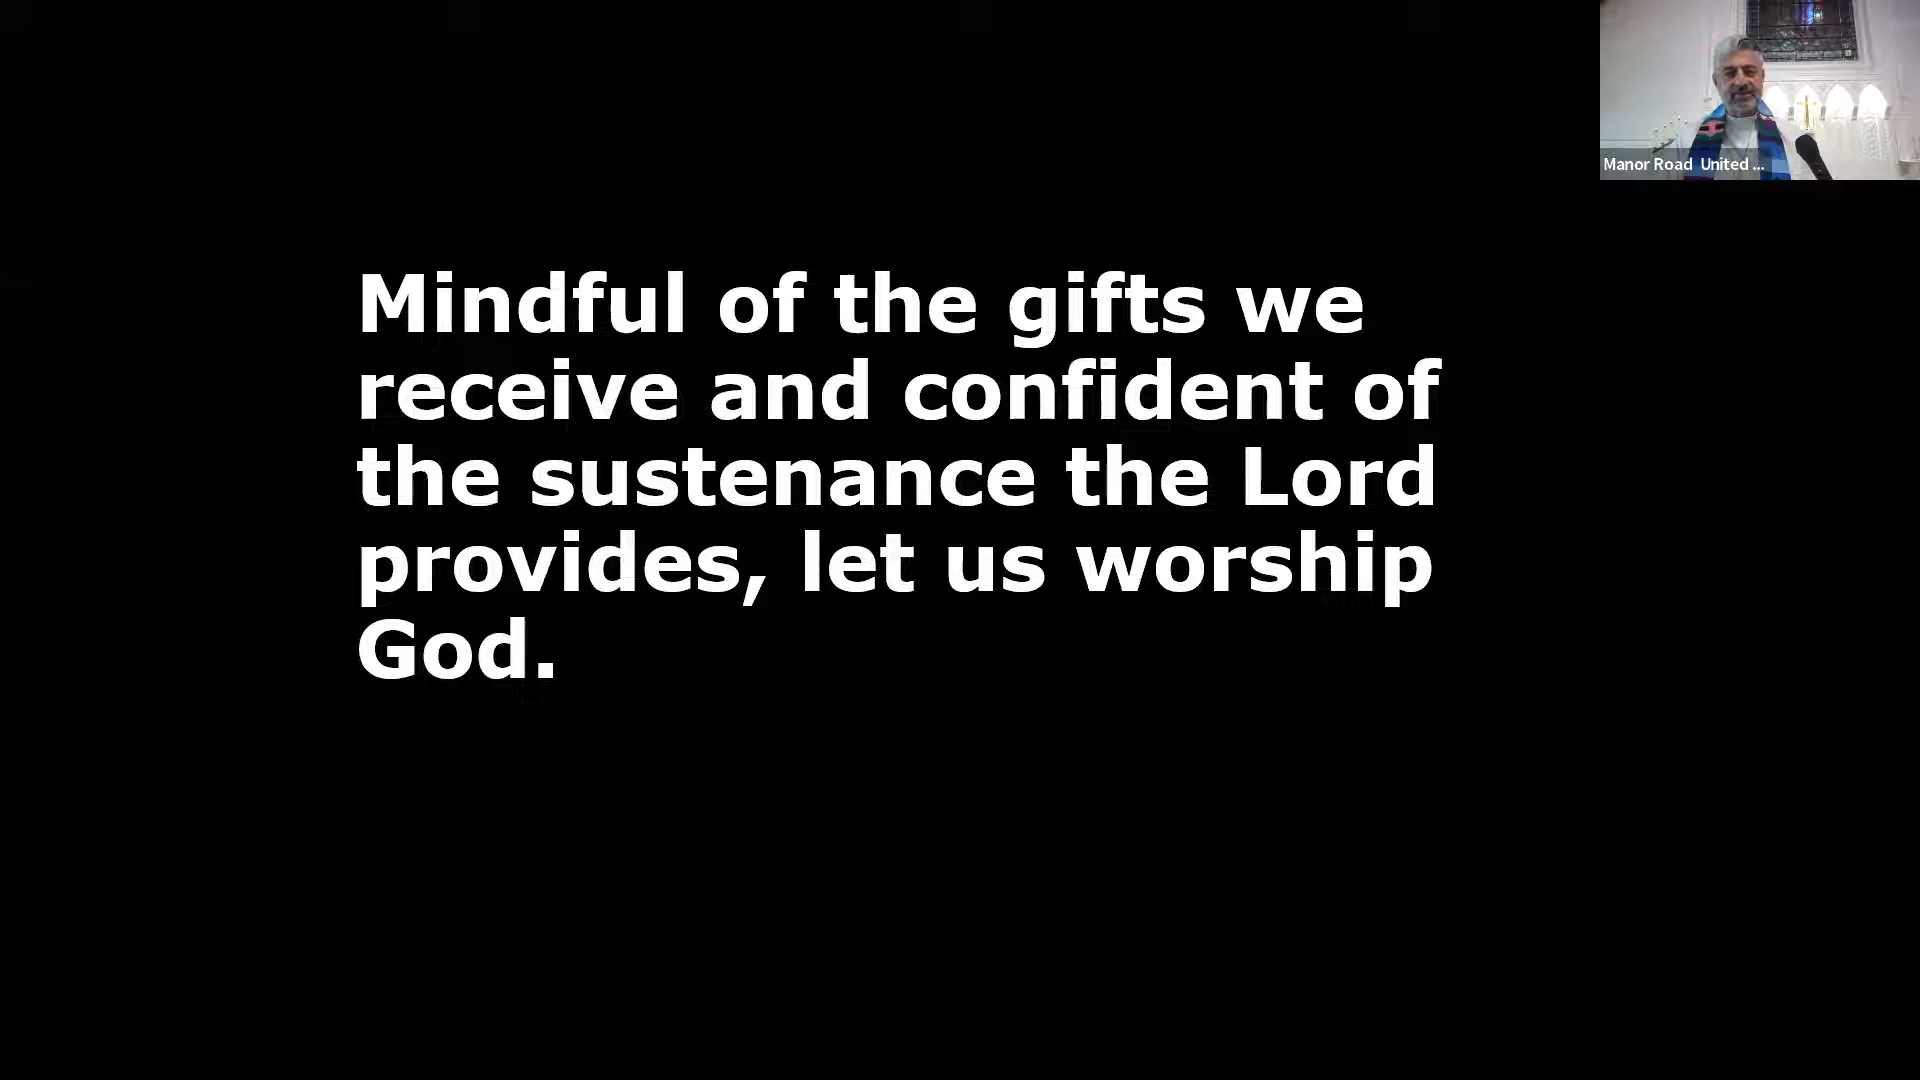 Manor Road United ...
Mindful of the gifts we
receive and confident of
the sustenance the Lord
provides, let us worship
God.